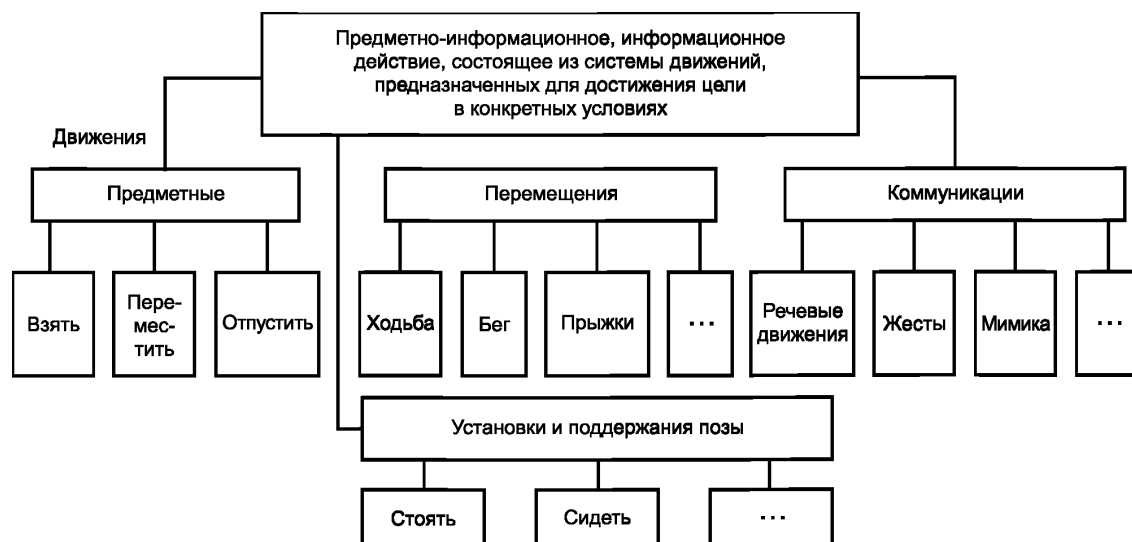 Предметно-информационное, информационное
действие, состоящее из системы движений,
предназначенных для достижения цели
в конкретных условиях
Движения
Предметные
Перемещения
Коммуникации
Взять
Пере-
мес-
тить
Отпустить
Ходьба
Бег
Прыжки
...
Речевые
движения
Жесты
Мимика
...
Установки и поддержания позы
Стоять
Сидеть
...